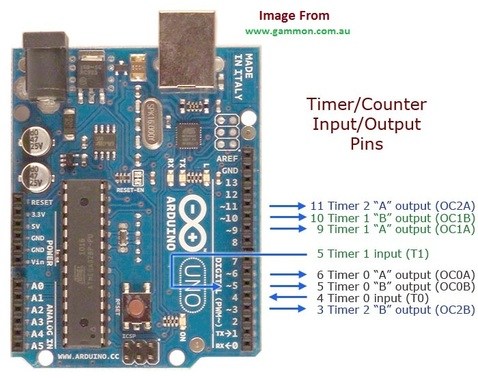 Image From
www.gammon.com.au
MADE
IN ITALY
AREF
GND
13
12
~11
~10
~9
8
7
~6
~5
4
~3
2
TX→1
RX←0
DIGITAL (PWM~)
ARDUINO
UNO
RX
TX
L
RESET-EN
SPK16.000G
RESET
ICSP
ON
RESET
3.3V
5V
GND
GND
Vin
POWER
A0
A1
A2
A3
A4
A5
ANALOG IN
WWW.ARDUINO.CC
47
25V
47
25V
Timer/Counter
Input/Output
Pins
11 Timer 2 “A” output (OC2A)
10 Timer 1 “B” output (OC1B)
9 Timer 1 “A” output (OC1A)
5 Timer 1 input (T1)
6 Timer 0 “A” output (OC0A)
5 Timer 0 “B” output (OC0B)
4 Timer 0 input (T0)
3 Timer 2 “B” output (OC2B)